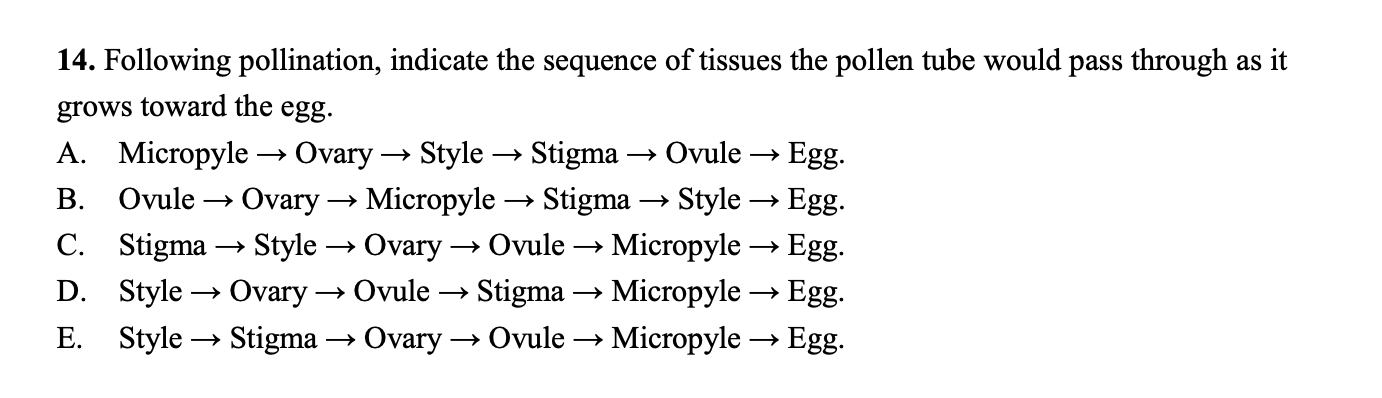 14. Following pollination, indicate the sequence of tissues the pollen tube would pass through as it
grows toward the egg.
A. Micropyle → Ovary → Style → Stigma → Ovule → Egg.
B. Ovule → Ovary → Micropyle → Stigma → Style → Egg.
C. Stigma → Style → Ovary → Ovule → Micropyle → Egg.
D. Style → Ovary → Ovule → Stigma → Micropyle → Egg.
E. Style → Stigma → Ovary → Ovule → Micropyle → Egg.